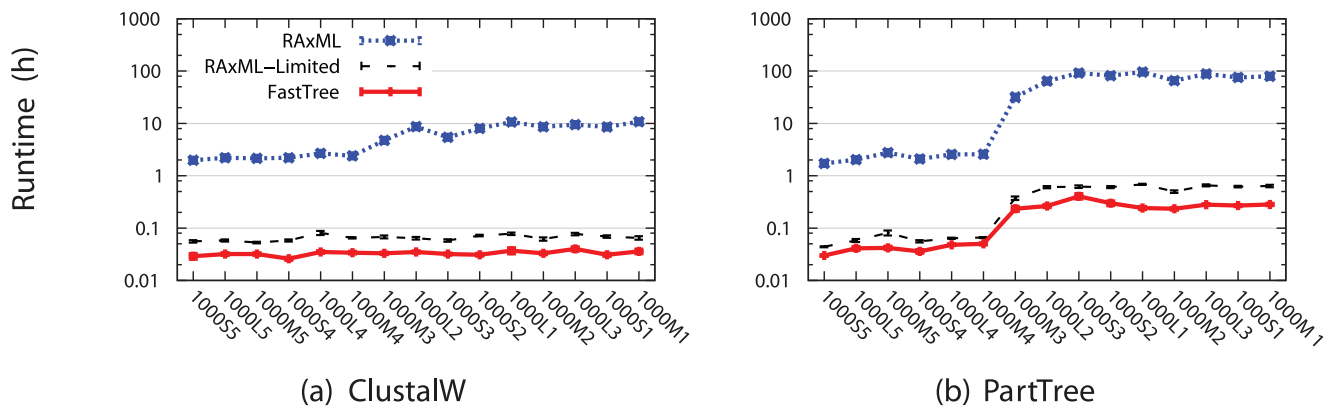 Runtime (h)
1000
100
10
1
0.1
0.01
RAxML
RAxML-Limited
FastTree
1000S5
1000L5
1000M5
1000S4
1000L4
1000M4
1000M3
1000L2
1000S3
1000S2
1000L1
1000M2
1000L3
1000S1
1000M1
(a) ClustalW
1000
100
10
1
0.1
0.01
1000S5
1000L5
1000M5
1000S4
1000L4
1000M4
1000M3
1000L2
1000S3
1000S2
1000L1
1000M2
1000L3
1000S1
1000M1
(b) PartTree